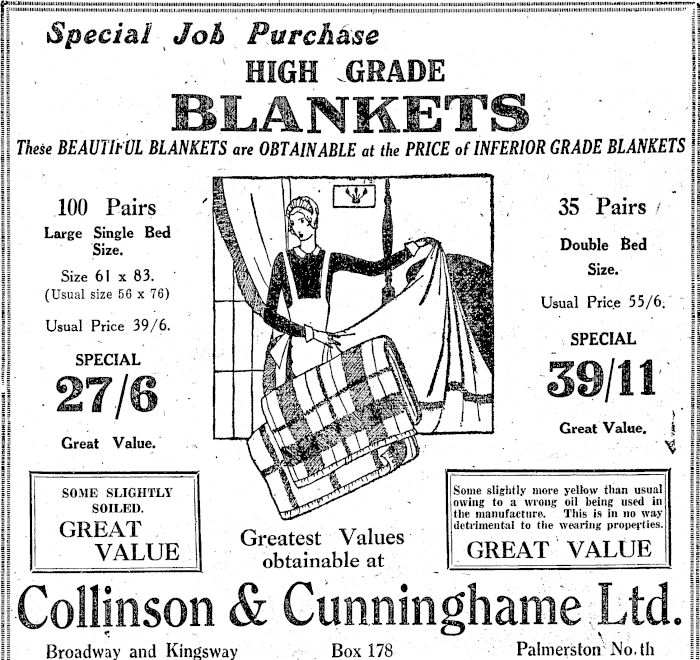 Special Job Purchase
HIGH GRADE
BLANKETS
These BEAUTIFUL BLANKETS are OBTAINABLE at the PRICE of INFERIOR GRADE BLANKETS
100 Pairs
Large Single Bed
Size.
Size 61 x 83.
(Usual size 56 x 76)
Usual Price 39/6.
SPECIAL
27/6
Great Value.
35 Pairs
Double Bed
Size.
Usual Price 55/6.
SPECIAL
39/11
Great Value.
SOME SLIGHTLY
SOILED.
GREAT
VALUE
Greatest Values
obtainable at
Some slightly more yellow than usual
owing to a wrong oil being used in
the manufacture. This is in no way
detrimental to the wearing properties.
GREAT VALUE
Collinson & Cunninghame Ltd.
Broadway and Kingsway
Box 178
Palmerston No.th